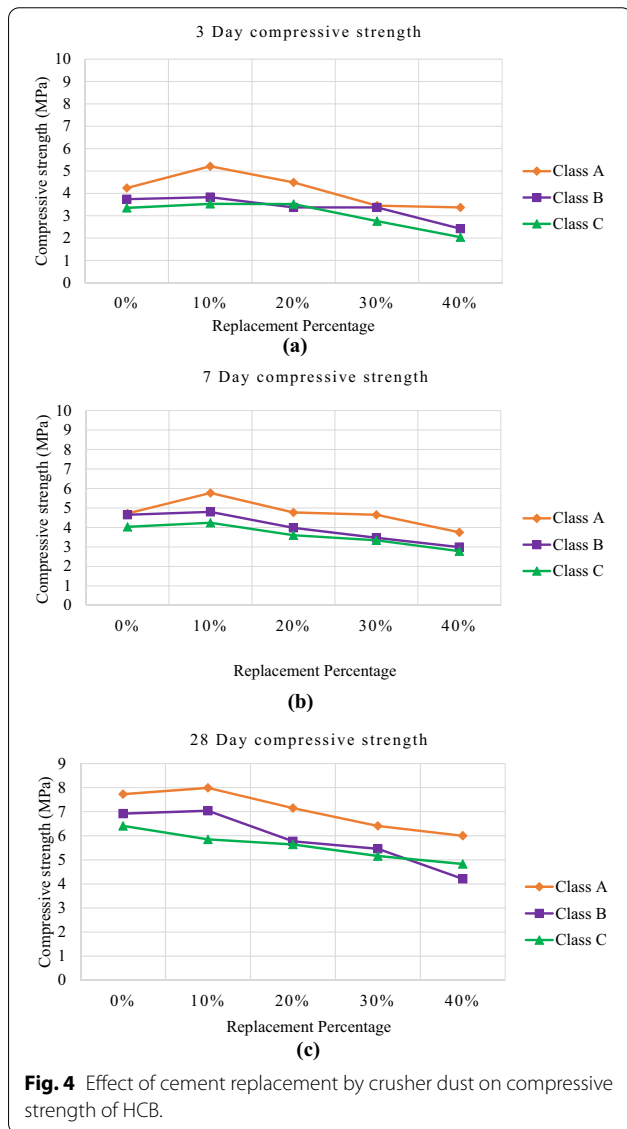 3 Day compressive strength
Compressive strength (MPa)
10
9
8
7
6
5
4
3
2
1
0
0% 10% 20% 30% 40%
Replacement Percentage
Class A
Class B
Class C
(a)
7 Day compressive strength
Compressive strength (MPa)
10
9
8
7
6
5
4
3
2
1
0
0% 10% 20% 30% 40%
Replacement Percentage
Class A
Class B
Class C
(b)
28 Day compressive strength
Compressive strength (MPa)
9
8
7
6
5
4
3
2
1
0
0% 10% 20% 30% 40%
Replacement Percentage
Class A
Class B
Class C
(c)
Fig. 4 Effect of cement replacement by crusher dust on compressive
strength of HCB.